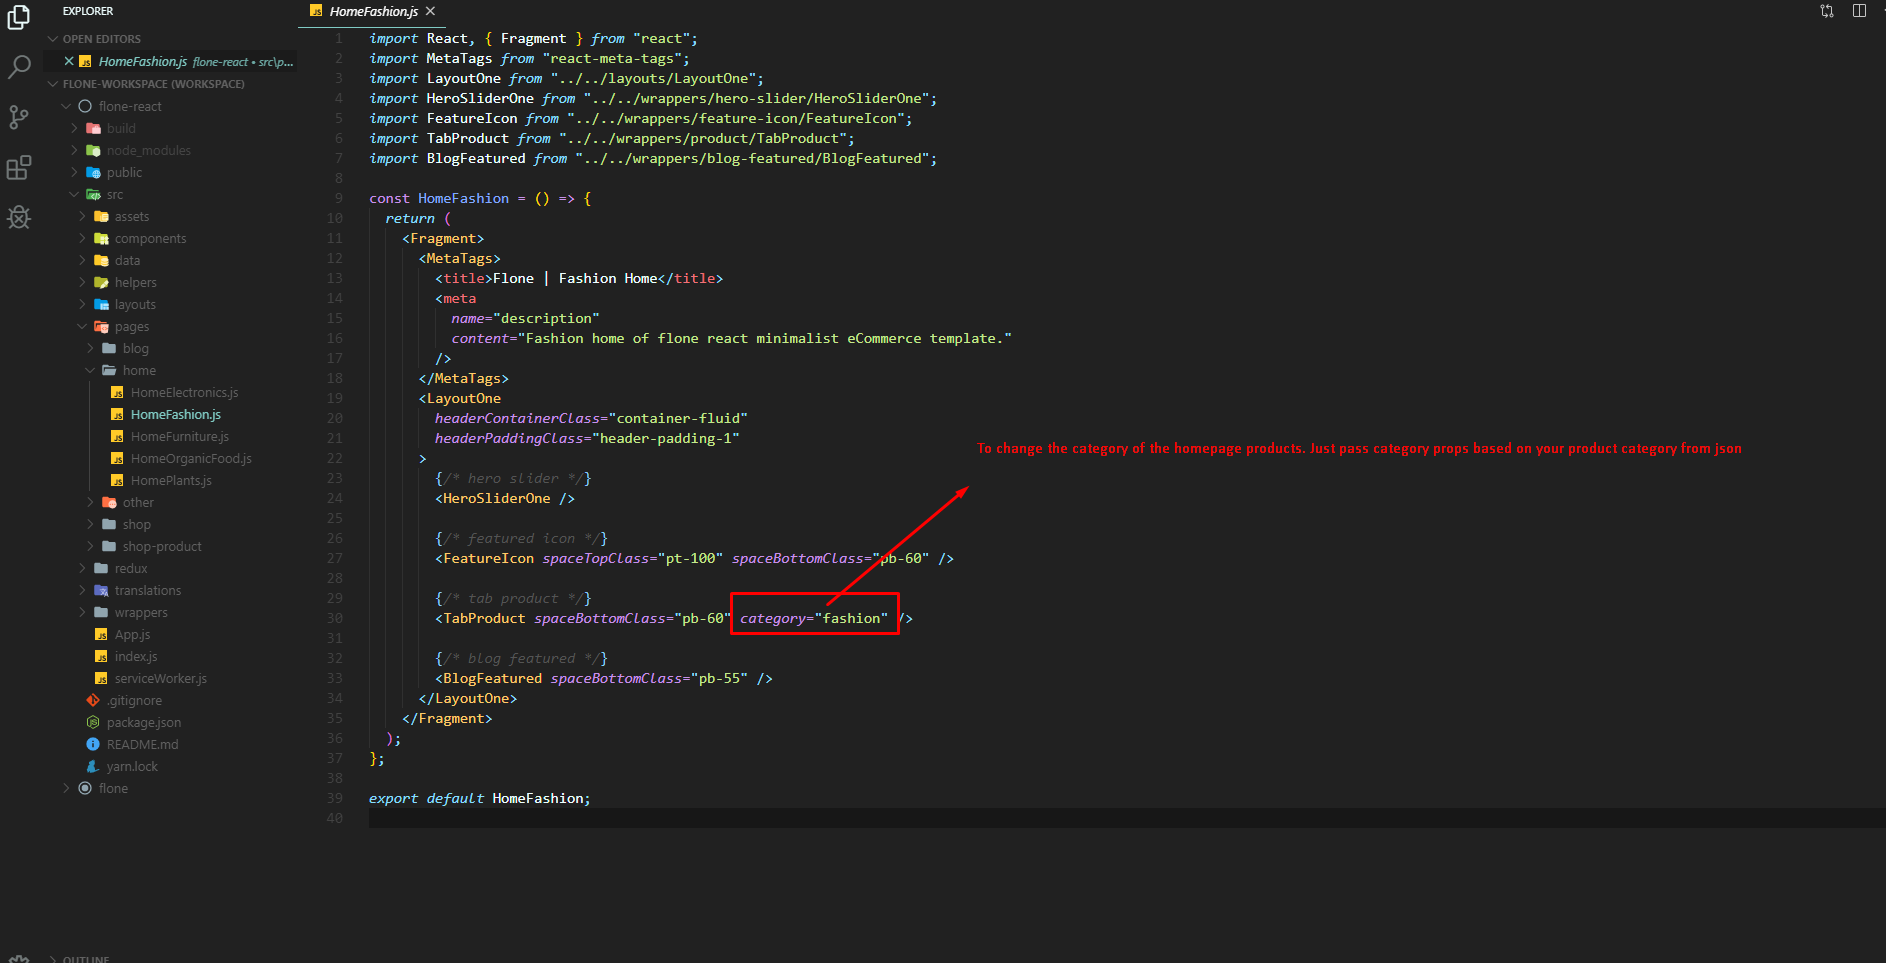 EXPLORER
OPEN EDITORS
HomeFashion.js flone-react • src\p...
FLONE-WORKSPACE (WORKSPACE)
flone-react
build
node_modules
public
src
assets
components
data
helpers
layouts
pages
blog
home
HomeElectronics.js
HomeFashion.js
HomeFurniture.js
HomeOrganicFood.js
HomePlants.js
other
shop
shop-product
redux
translations
wrappers
App.js
index.js
serviceWorker.js
.gitignore
package.json
README.md
yarn.lock
flone
OUTLINE
HomeFashion.js
1 import React, { Fragment } from "react";
2 import MetaTags from "react-meta-tags";
3 import LayoutOne from "../../layouts/LayoutOne";
4 import HeroSliderOne from "../../wrappers/hero-slider/HeroSliderOne";
5 import FeatureIcon from "../../wrappers/feature-icon/FeatureIcon";
6 import TabProduct from "../../wrappers/product/TabProduct";
7 import BlogFeatured from "../../wrappers/blog-featured/BlogFeatured";
8
9 const HomeFashion = () => {
10 return (
11 <Fragment>
12 <MetaTags>
13 <title>Flone | Fashion Home</title>
14 <meta
15 name="description"
16 content="Fashion home of flone react minimalist eCommerce template."
17 />
18 </MetaTags>
19 <LayoutOne
20 headerContainerClass="container-fluid"
21 headerPaddingClass="header-padding-1"
22 >
23 {/* hero slider */}
24 <HeroSliderOne />
25
26 {/* featured icon */}
27 <FeatureIcon spaceTopClass="pt-100" spaceBottomClass="pb-60" />
28
29 {/* tab product */}
30 <TabProduct spaceBottomClass="pb-60" category="fashion" />
31
32 {/* blog featured */}
33 <BlogFeatured spaceBottomClass="pb-55" />
34 </LayoutOne>
35 </Fragment>
36 );
37 };
38
39 export default HomeFashion;
40
To change the category of the homepage products. Just pass category props based on your product category from json